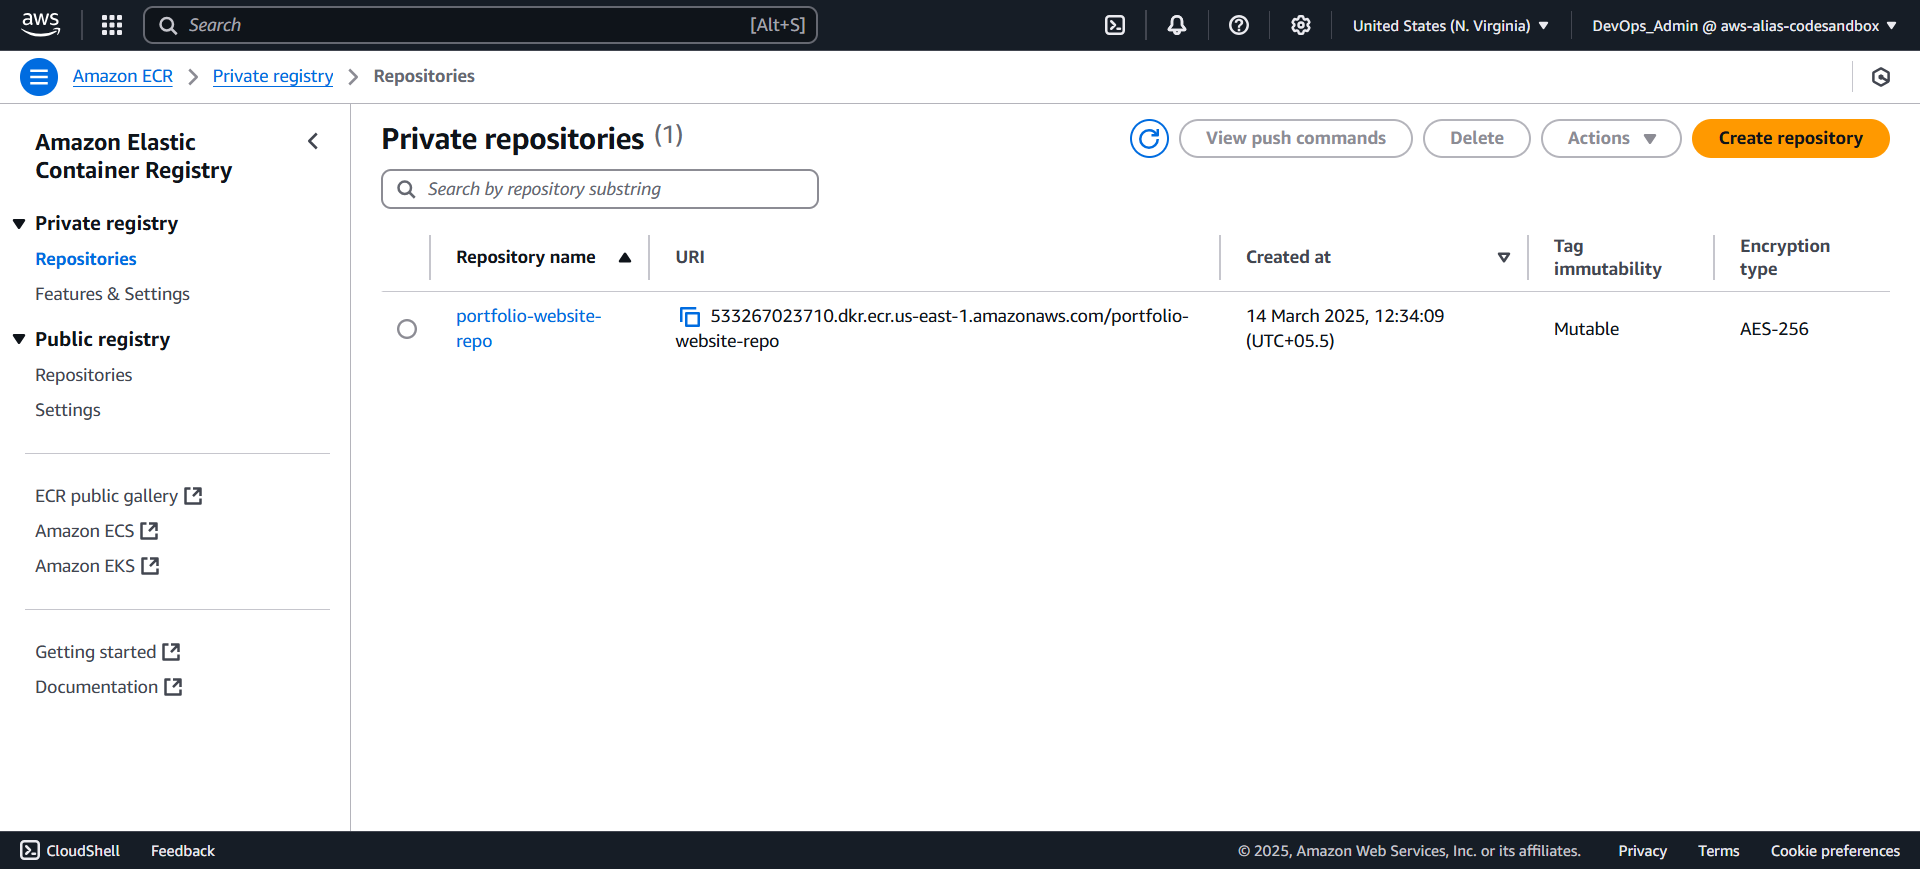 aws
Search [Alt+S]
United States (N. Virginia)
DevOps_Admin @ aws-alias-codesandbox
Amazon ECR
Private registry
Repositories
Amazon Elastic
Container Registry
Private registry
Repositories
Features & Settings
Public registry
Repositories
Settings
ECR public gallery
Amazon ECS
Amazon EKS
Getting started
Documentation
Private repositories (1)
View push commands
Delete
Actions
Create repository
Search by repository substring
Repository name
URI
Created at
Tag
immutability
Encryption
type
portfolio-website-
repo
533267023710.dkr.ecr.us-east-1.amazonaws.com/portfolio-
website-repo
14 March 2025, 12:34:09
(UTC+05.5)
Mutable
AES-256
CloudShell
Feedback
© 2025, Amazon Web Services, Inc. or its affiliates.
Privacy
Terms
Cookie preferences